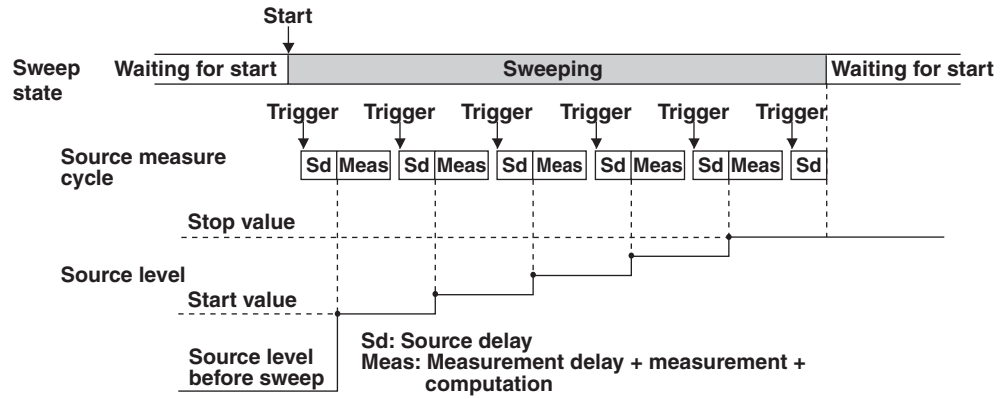 Start
Sweep state
Waiting for start
Sweeping
Waiting for start
Trigger Trigger Trigger Trigger Trigger Trigger
Source measure
cycle
Sd Meas Sd Meas Sd Meas Sd Meas Sd Meas Sd
Stop value
Source level
Start value
Source level
before sweep
Sd: Source delay
Meas: Measurement delay + measurement +
computation